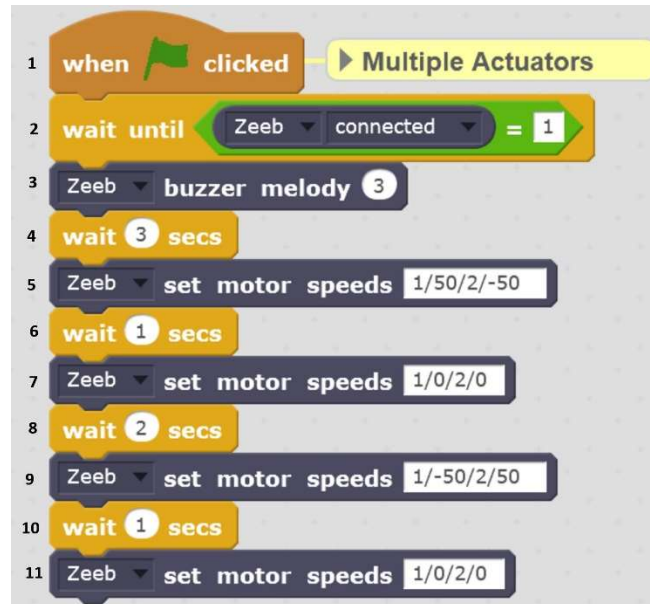 1 when clicked Multiple Actuators
2 wait until Zeeb connected = 1
3 Zeeb buzzer melody 3
4 wait 3 secs
5 Zeeb set motor speeds 1/50/2/-50
6 wait 1 secs
7 Zeeb set motor speeds 1/0/2/0
8 wait 2 secs
9 Zeeb set motor speeds 1/-50/2/50
10 wait 1 secs
11 Zeeb set motor speeds 1/0/2/0